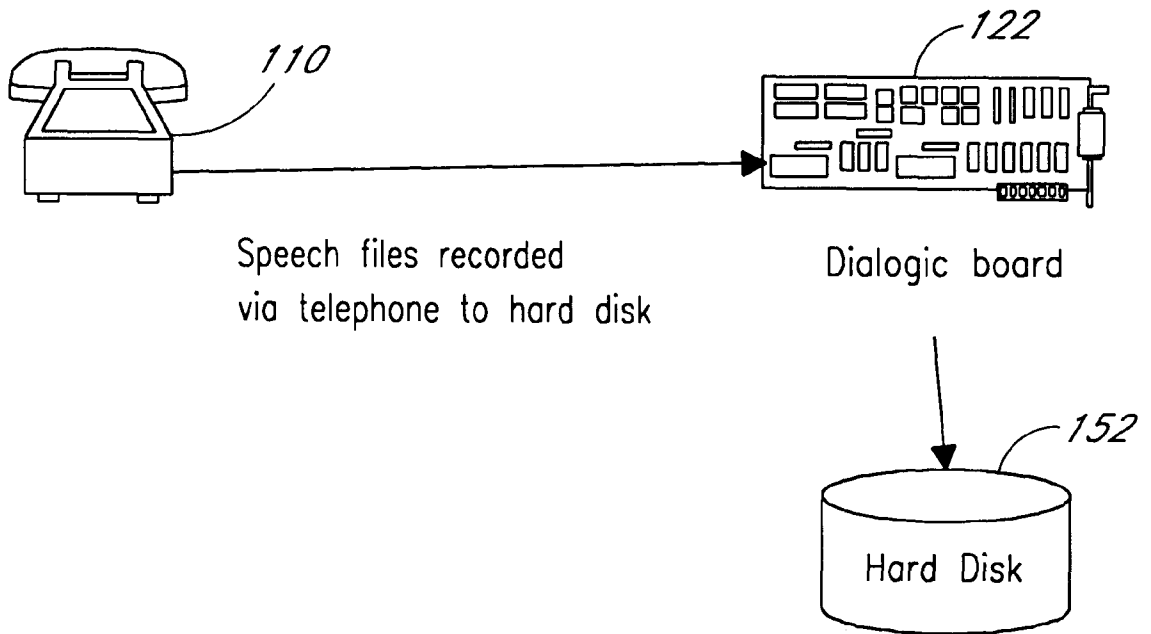 110
122
Speech files recorded
via telephone to hard disk
Dialogic board
152
Hard Disk